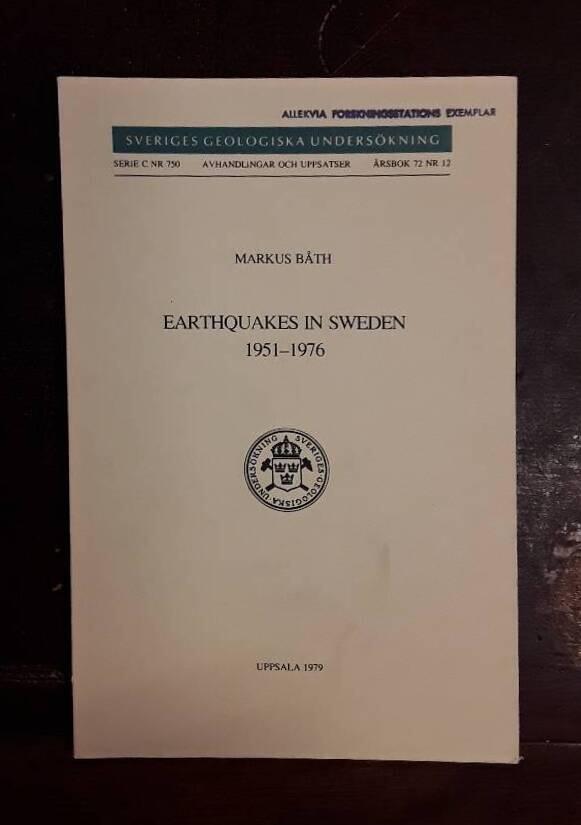 ALLEKVIA FORSKNINGSSTATIONS EXEMPLAR
SVERIGES GEOLOGISKA UNDERSÖKNING
SERIE C NR 750 AVHANDLINGAR OCH UPPSATSER ÅRSBOK 72 NR 12
MARKUS BÅTH
EARTHQUAKES IN SWEDEN
1951–1976
SVERIGES GEOLOGISKA UNDERSÖKNING
UPPSALA 1979